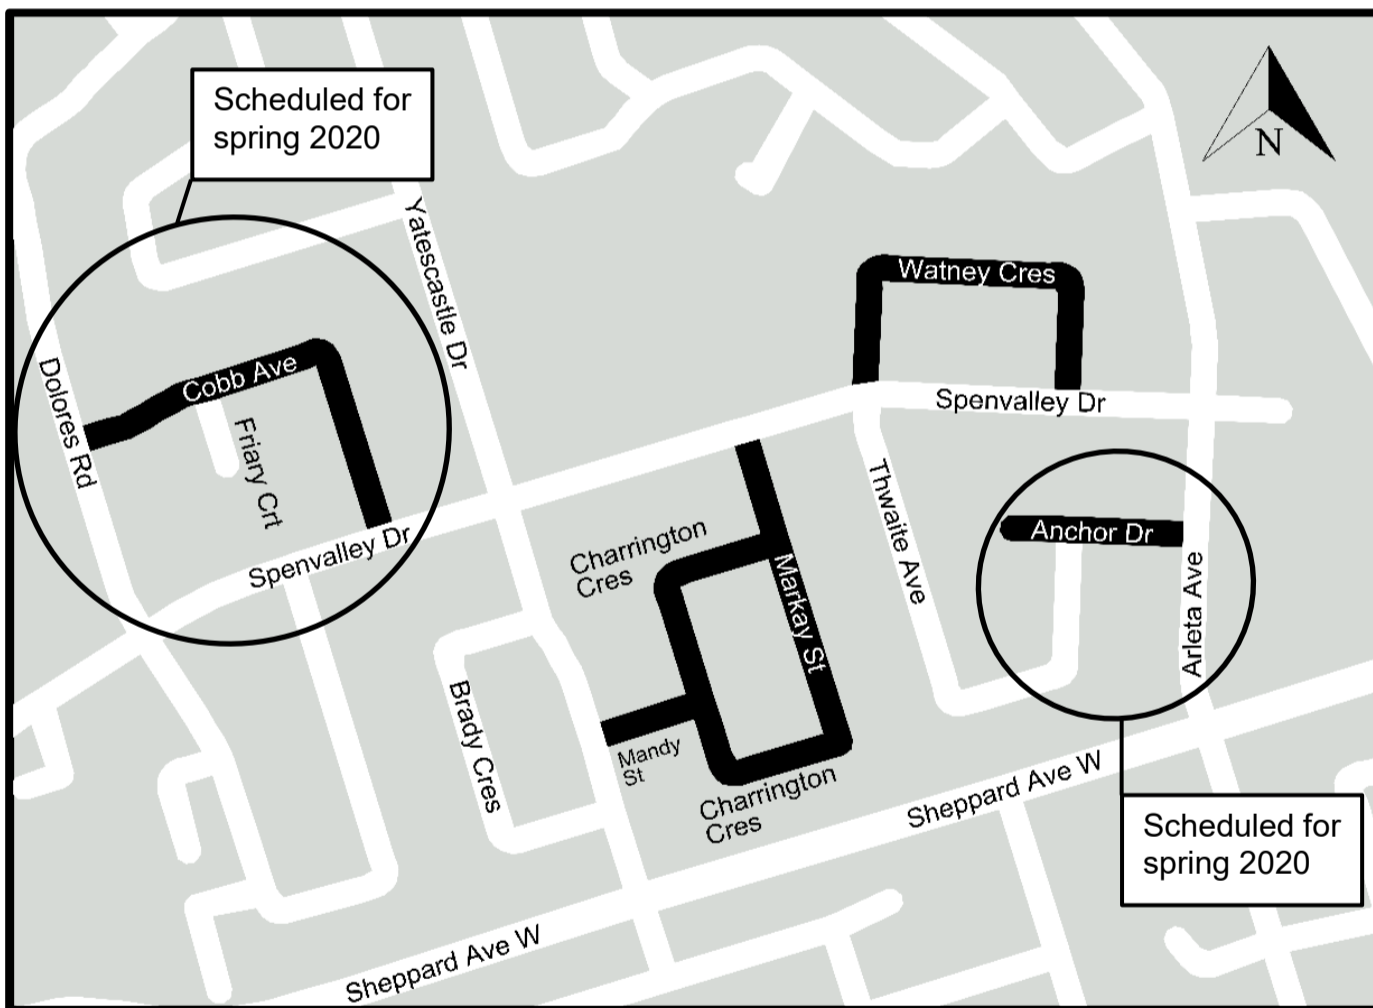 Scheduled for
spring 2020
N
Yatescastle Dr
Watney Cres
Dolores Rd
Cobb Ave
Friary Crt
Spenvalley Dr
Spenvalley Dr
Thwaite Ave
Charrington
Cres
Markay St
Anchor Dr
Arleta Ave
Brady Cres
Mandy
St
Charrington
Cres
Sheppard Ave W
Scheduled for
spring 2020
Sheppard Ave W